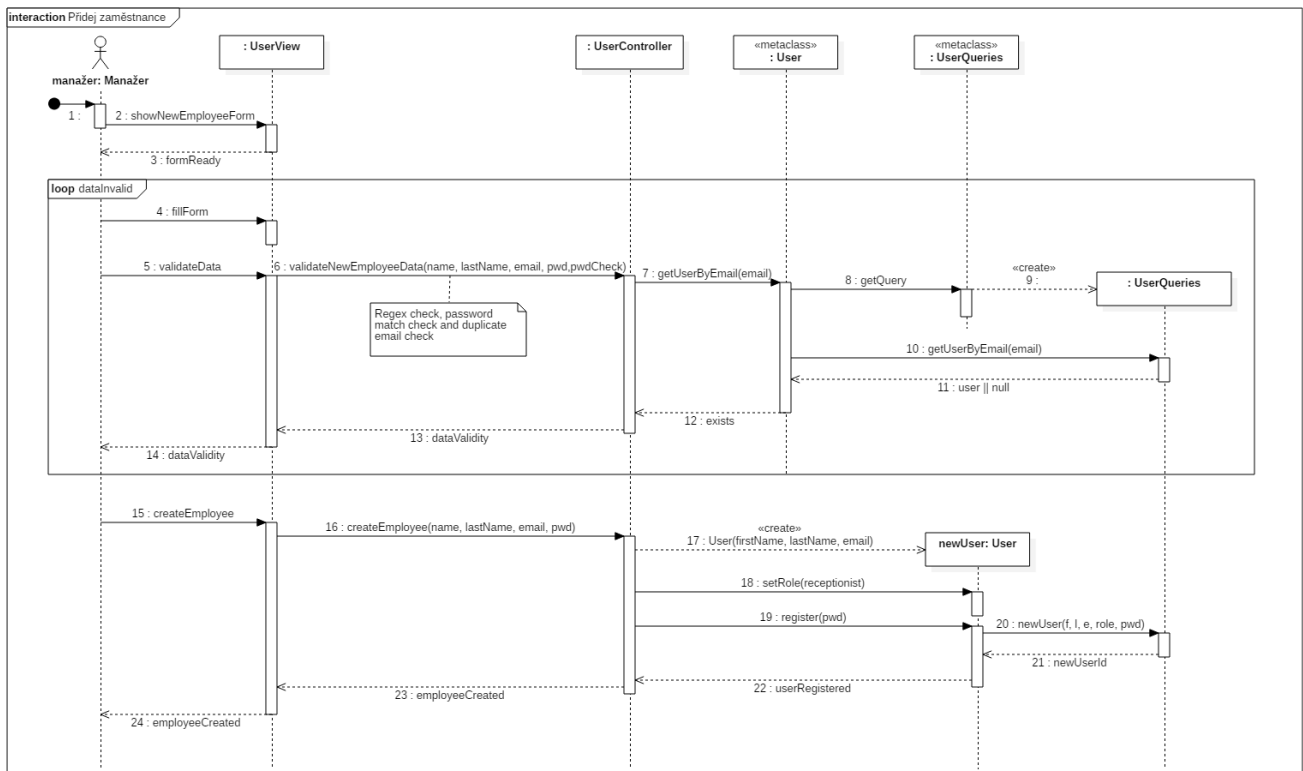 interaction Přidej zaměstnance
manažer: Manažer
: UserView
: UserController
«metaclass»
: User
«metaclass»
: UserQueries
1 :
2 : showNewEmployeeForm
3 : formReady
loop dataInvalid
4 : fillForm
5 : validateData
6 : validateNewEmployeeData(name, lastName, email, pwd,pwdCheck)
Regex check, password
match check and duplicate
email check
7 : getUserByEmail(email)
8 : getQuery
«create»
9 :
: UserQueries
10 : getUserByEmail(email)
11 : user || null
12 : exists
13 : dataValidity
14 : dataValidity
15 : createEmployee
16 : createEmployee(name, lastName, email, pwd)
«create»
17 : User(firstName, lastName, email)
newUser: User
18 : setRole(receptionist)
19 : register(pwd)
20 : newUser(f, l, e, role, pwd)
21 : newUserId
22 : userRegistered
23 : employeeCreated
24 : employeeCreated